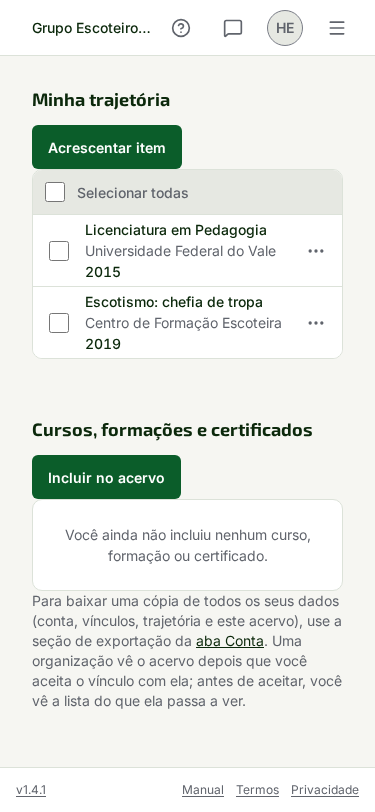 Grupo Escoteiro...
HE
Minha trajetória
Acrescentar item
Selecionar todas
Licenciatura em Pedagogia
Universidade Federal do Vale
2015
Escotismo: chefia de tropa
Centro de Formação Escoteira
2019
Cursos, formações e certificados
Incluir no acervo
Você ainda não incluiu nenhum curso,
formação ou certificado.
Para baixar uma cópia de todos os seus dados
(conta, vínculos, trajetória e este acervo), use a
seção de exportação da aba Conta. Uma
organização vê o acervo depois que você
aceita o vínculo com ela; antes de aceitar, você
vê a lista do que ela passa a ver.
v1.4.1 Manual Termos Privacidade